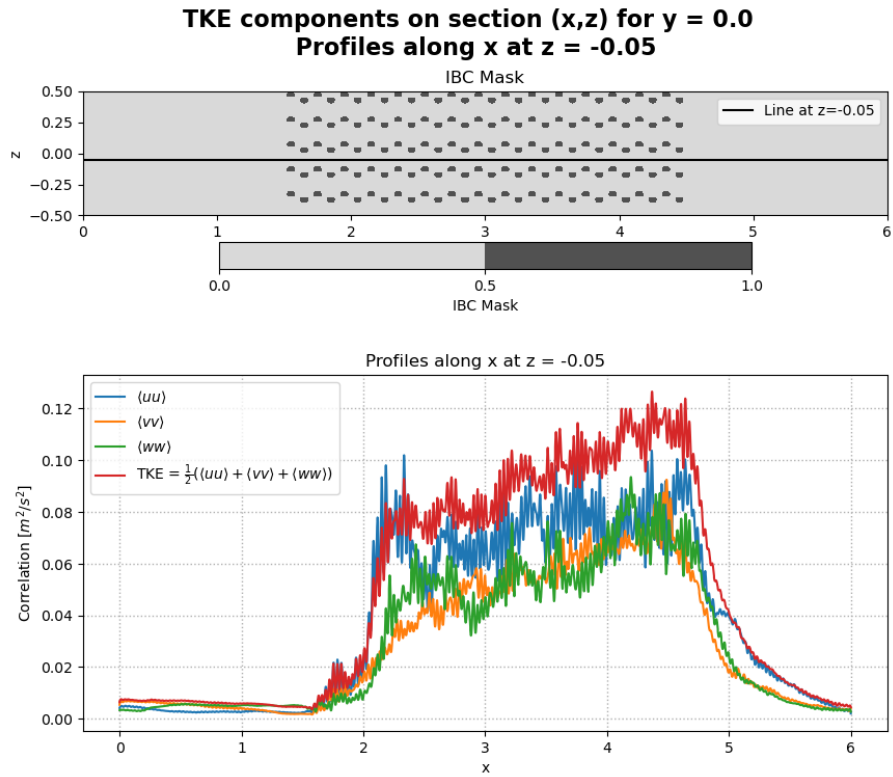 TKE components on section (x,z) for y = 0.0
Profiles along x at z = -0.05
IBC Mask
0.50
0.25
0.00
−0.25
−0.50
z
Line at z=-0.05
0 1 2 3 4 5 6
0.0 0.5 1.0
IBC Mask
Profiles along x at z = -0.05
0.12
0.10
0.08
0.06
0.04
0.02
0.00
Correlation [m²/s²]
⟨uu⟩
⟨vv⟩
⟨ww⟩
TKE = ½(⟨uu⟩ + ⟨vv⟩ + ⟨ww⟩)
0 1 2 3 4 5 6
x